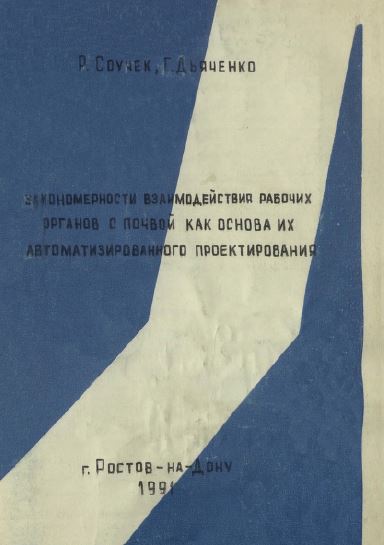 Р. Соучек, Г. Дьяченко
Закономерности взаимодействия рабочих
органов с почвой как основа их
автоматизированного проектирования
г. Ростов-на-Дону
1991